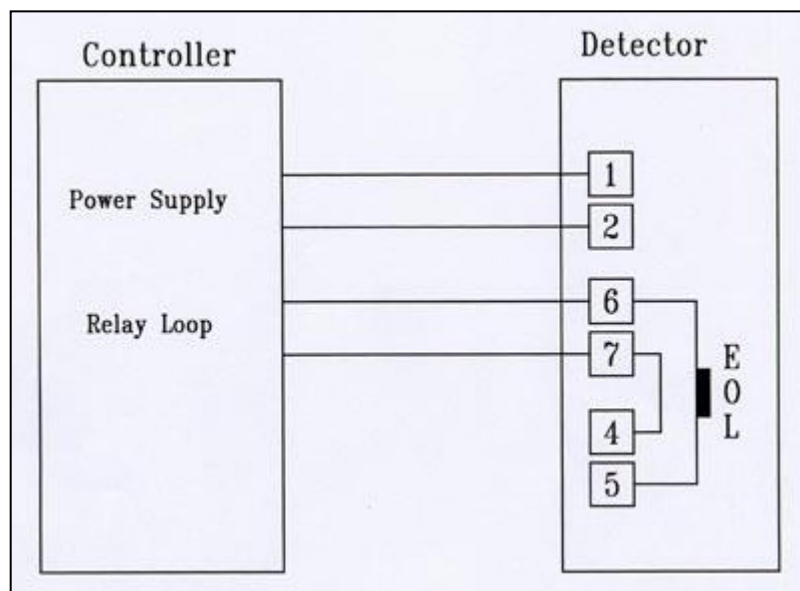 Controller
Detector
Power Supply
Relay Loop
1
2
6
7
4
5
E
O
L